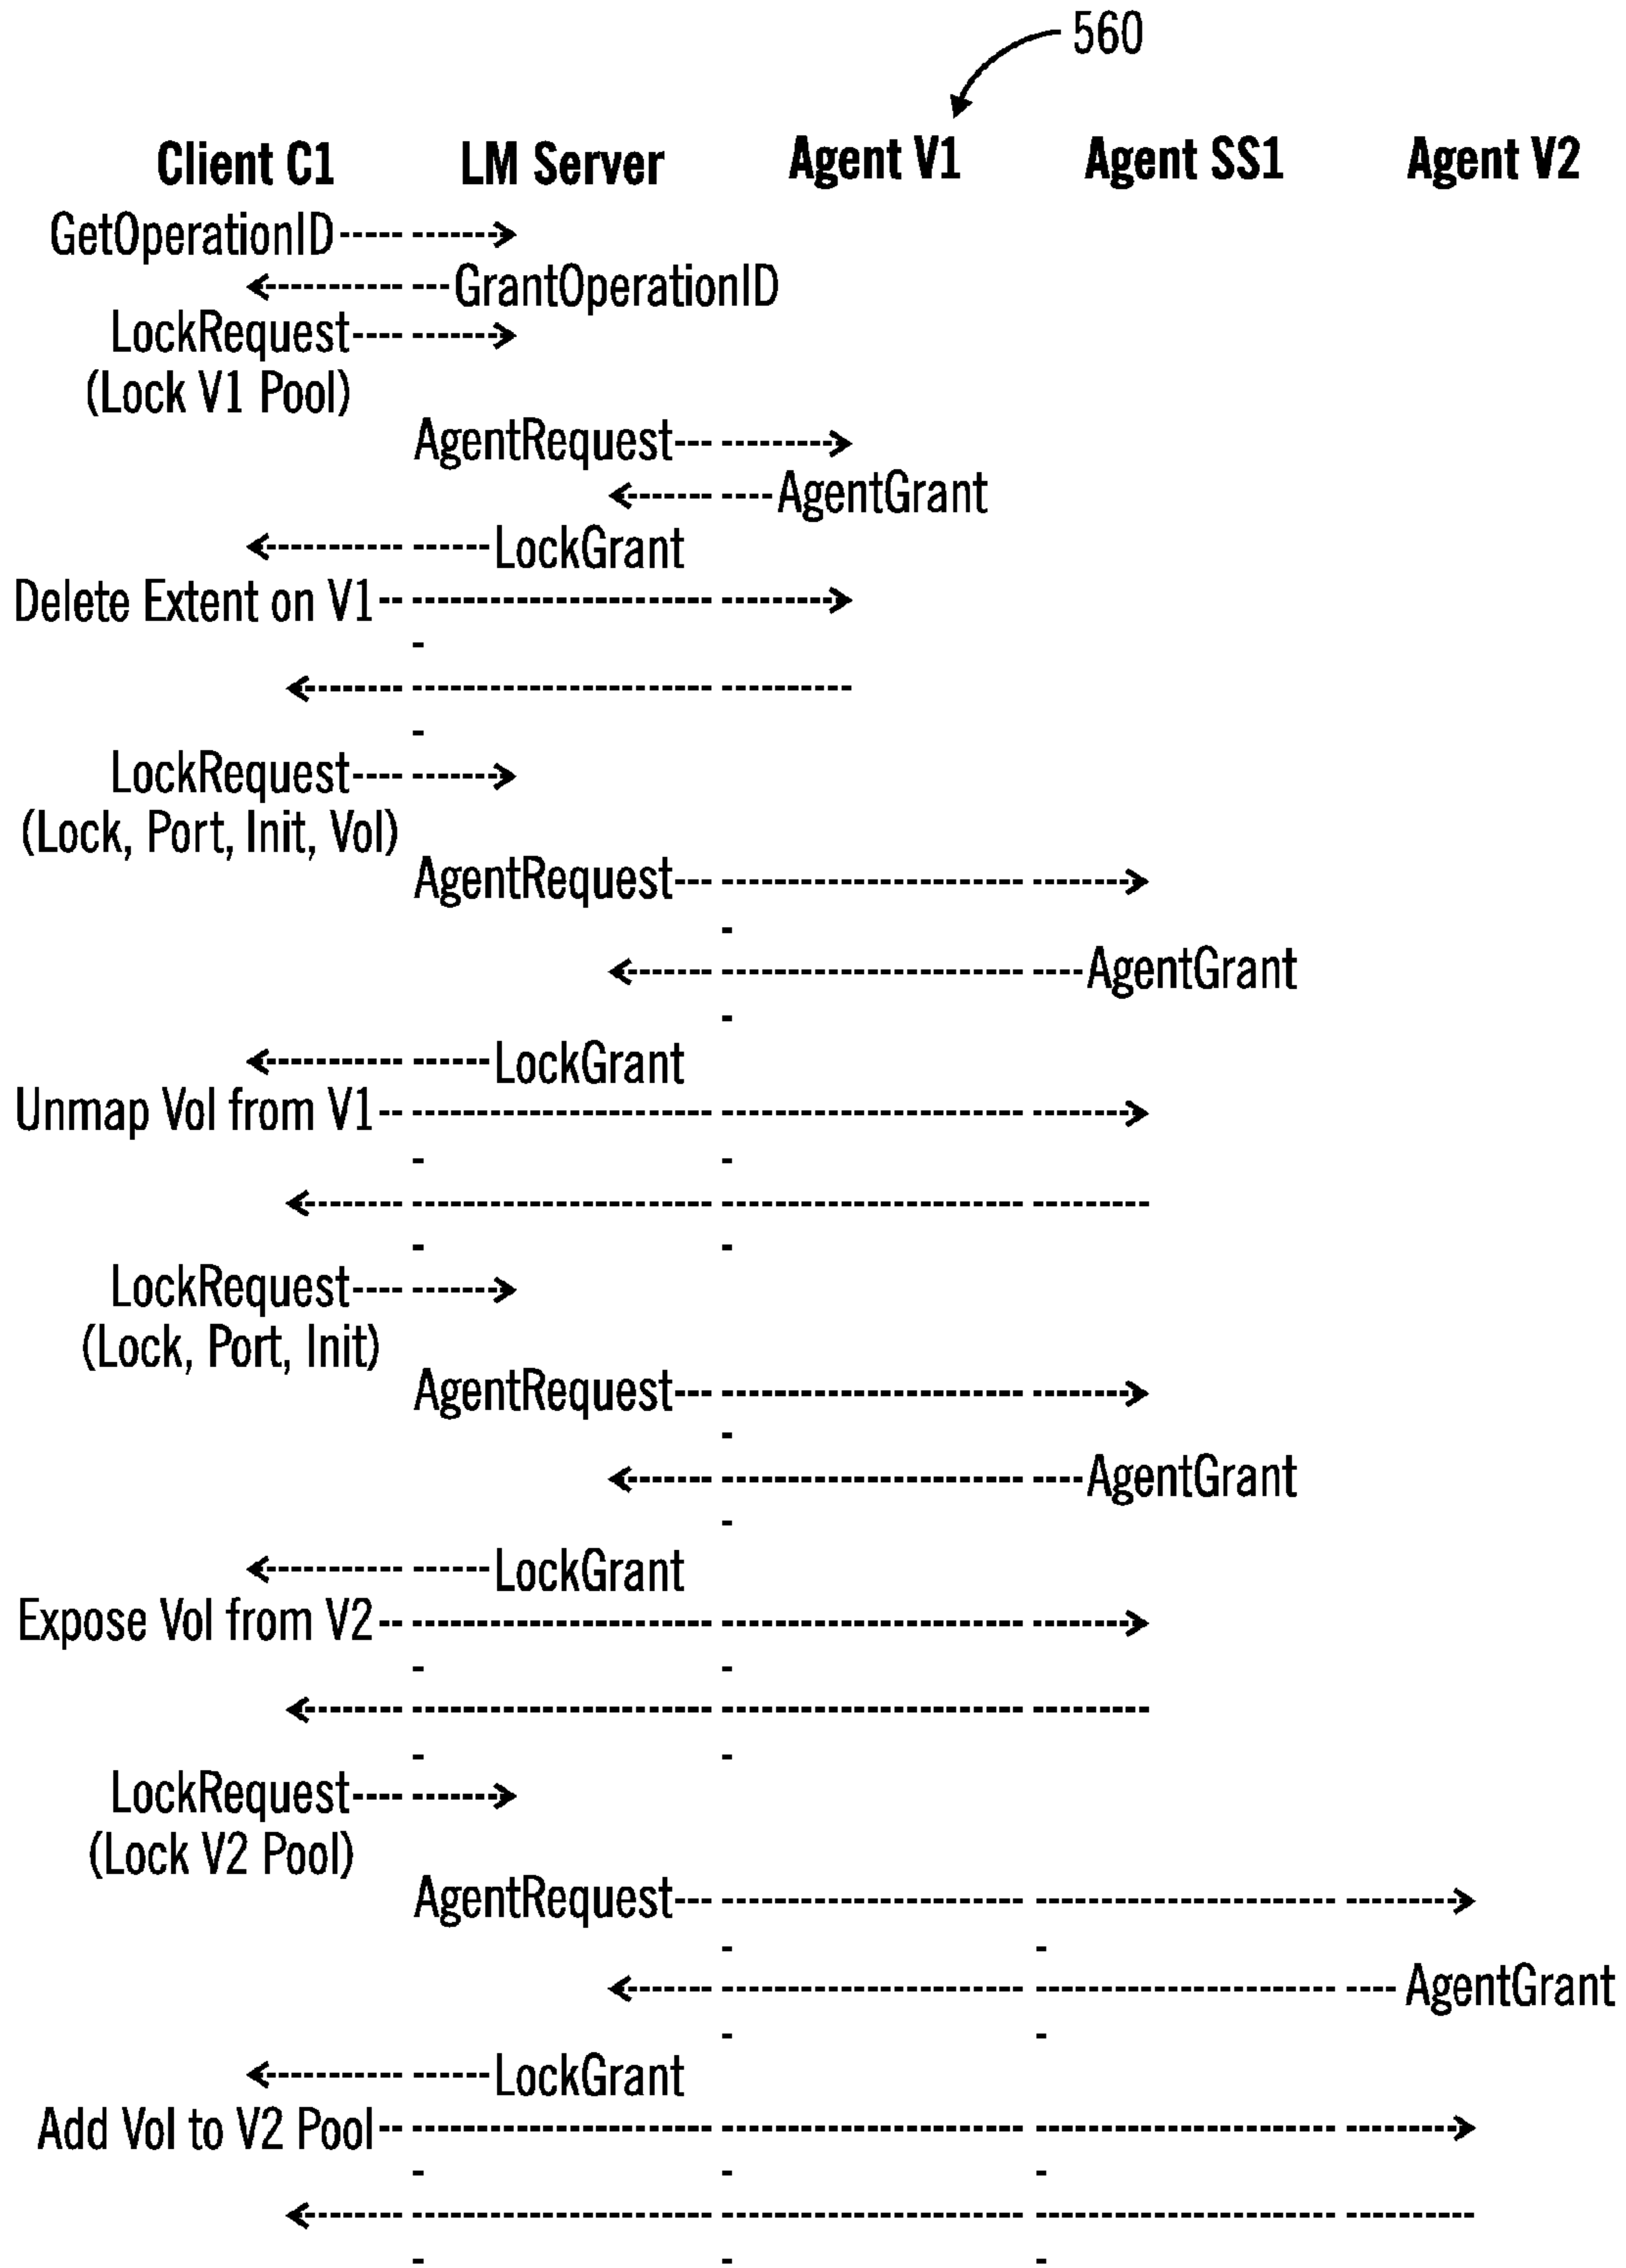 560
Client C1 LM Server Agent V1 Agent SS1 Agent V2
GetOperationID
GrantOperationID
LockRequest
(Lock V1 Pool)
AgentRequest
AgentGrant
LockGrant
Delete Extent on V1
LockRequest
(Lock, Port, Init, Vol)
AgentRequest
AgentGrant
LockGrant
Unmap Vol from V1
LockRequest
(Lock, Port, Init)
AgentRequest
AgentGrant
LockGrant
Expose Vol from V2
LockRequest
(Lock V2 Pool)
AgentRequest
AgentGrant
LockGrant
Add Vol to V2 Pool